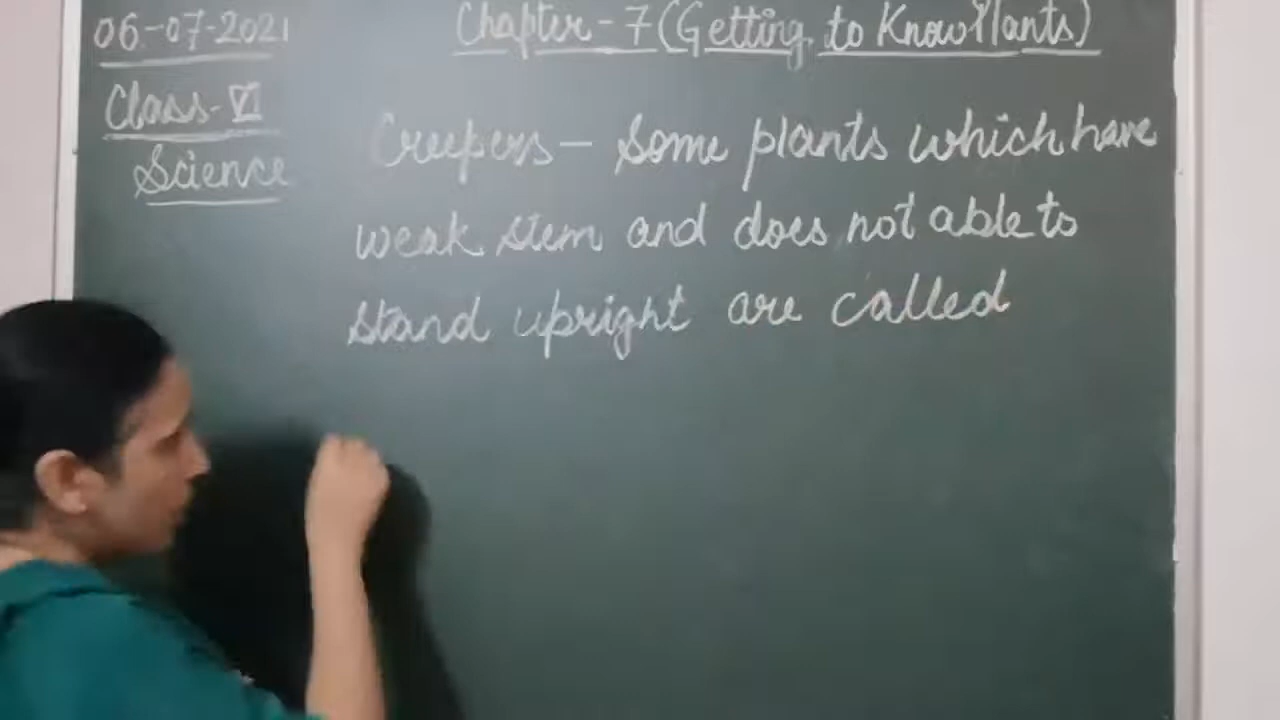 06-07-2021
Chapter-7(Getting to Know Plants)
Class-VI
Science
Creepers- Some plants which have
weak stem and does not able to
stand upright are called